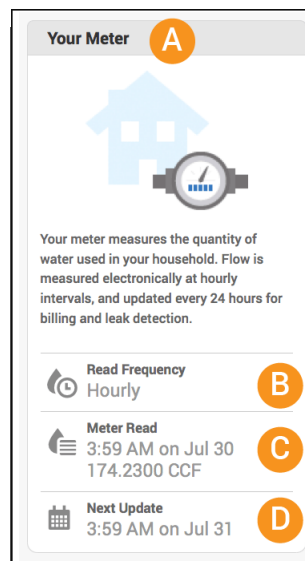 Your Meter A
Your meter measures the quantity of
water used in your household. Flow is
measured electronically at hourly
intervals, and updated every 24 hours for
billing and leak detection.
Read Frequency
Hourly
B
Meter Read
3:59 AM on Jul 30
174.2300 CCF
C
Next Update
3:59 AM on Jul 31
D